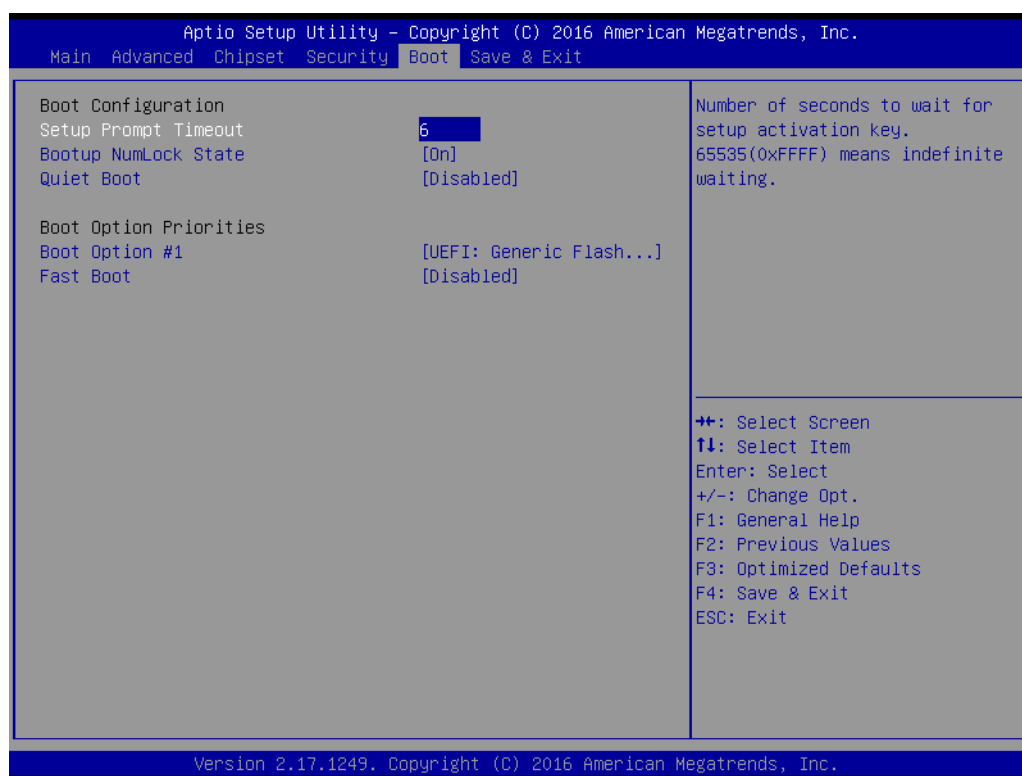 Aptio Setup Utility – Copyright (C) 2016 American Megatrends, Inc.
Main Advanced Chipset Security Boot Save & Exit
Boot Configuration
Setup Prompt Timeout 6
Bootup NumLock State [On]
Quiet Boot [Disabled]
Boot Option Priorities
Boot Option #1 [UEFI: Generic Flash...]
Fast Boot [Disabled]
Number of seconds to wait for
setup activation key.
65535(0xFFFF) means indefinite
waiting.
→←: Select Screen
↑↓: Select Item
Enter: Select
+/-: Change Opt.
F1: General Help
F2: Previous Values
F3: Optimized Defaults
F4: Save & Exit
ESC: Exit
Version 2.17.1249. Copyright (C) 2016 American Megatrends, Inc.